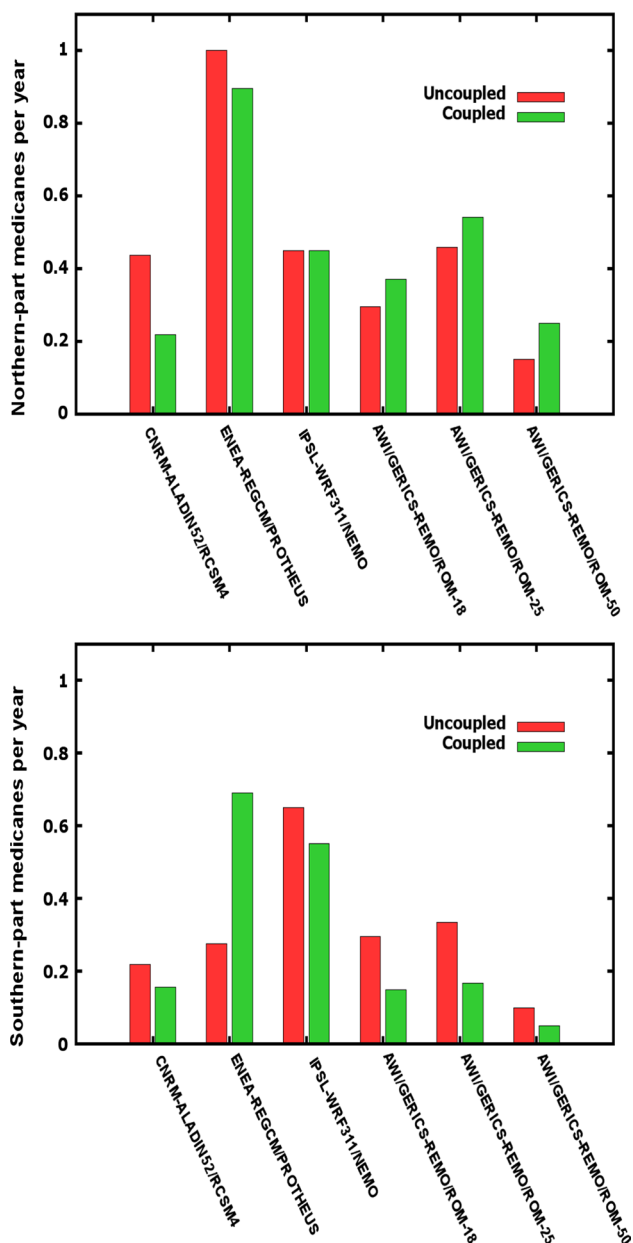 Northern-part medicanes per year
1
0.8
0.6
0.4
0.2
0
Uncoupled
Coupled
CNRM-ALADIN52/RCSM4
ENEA-REGCM/PROTHEUS
IPSL-WRF311/NEMO
AWI/GERICS-REMO/ROM-18
AWI/GERICS-REMO/ROM-25
AWI/GERICS-REMO/ROM-50
Southern-part medicanes per year
1
0.8
0.6
0.4
0.2
0
Uncoupled
Coupled
CNRM-ALADIN52/RCSM4
ENEA-REGCM/PROTHEUS
IPSL-WRF311/NEMO
AWI/GERICS-REMO/ROM-18
AWI/GERICS-REMO/ROM-25
AWI/GERICS-REMO/ROM-50